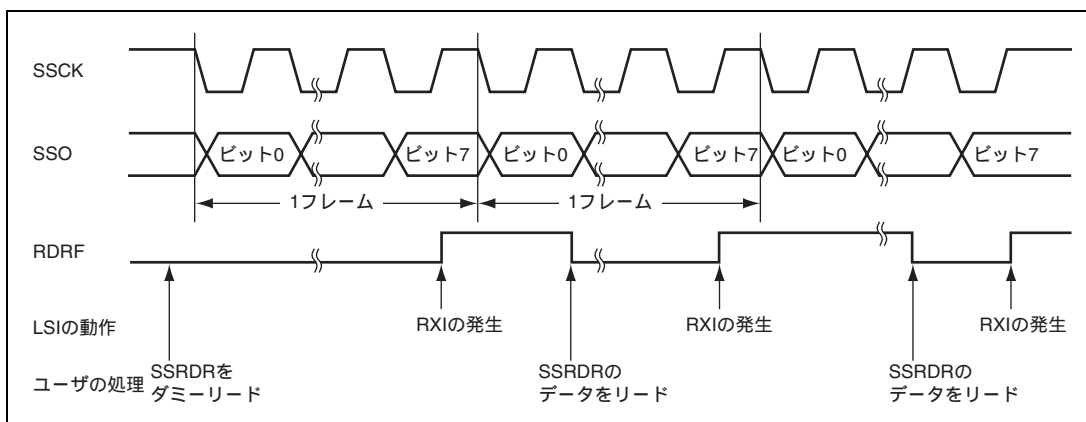 SSCK
SSO
ビット0 ビット7 ビット0 ビット7 ビット0 ビット7
1フレーム 1フレーム
RDRF
LSIの動作 RXIの発生 RXIの発生 RXIの発生
ユーザの処理 SSRDRを
ダミーリード
SSRDRの
データをリード
SSRDRの
データをリード